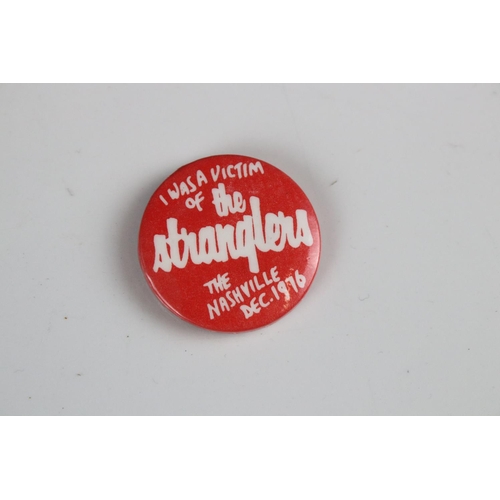 I WAS A VICTIM
OF the
stranglers
THE
NASHVILLE
DEC. 1976